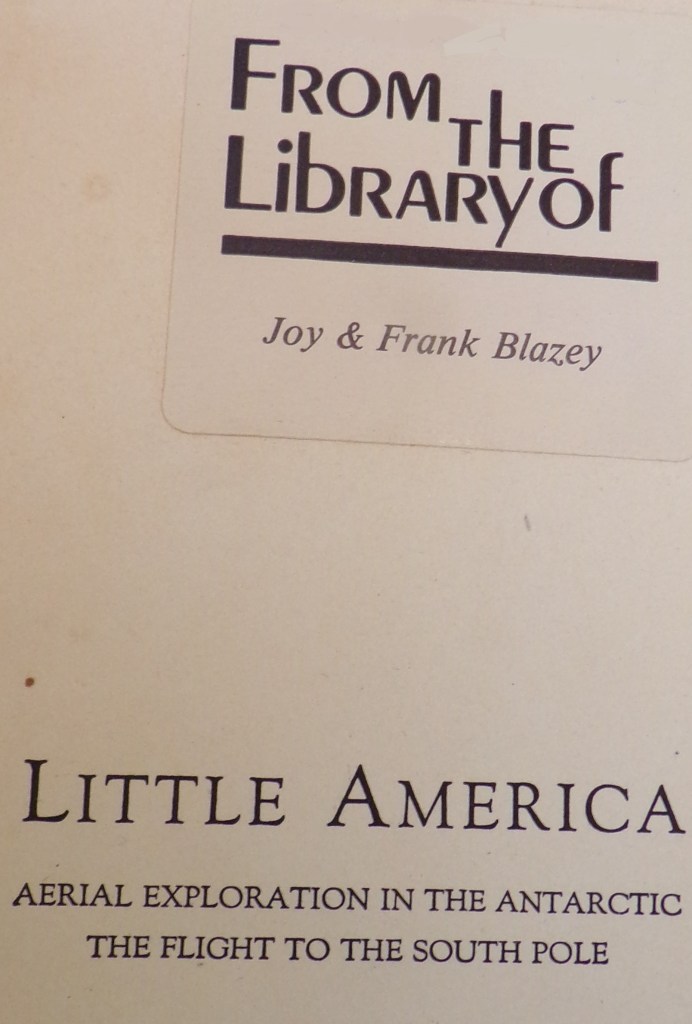 FROM THE
LIBRARY of
Joy & Frank Blazey
LITTLE AMERICA
AERIAL EXPLORATION IN THE ANTARCTIC
THE FLIGHT TO THE SOUTH POLE